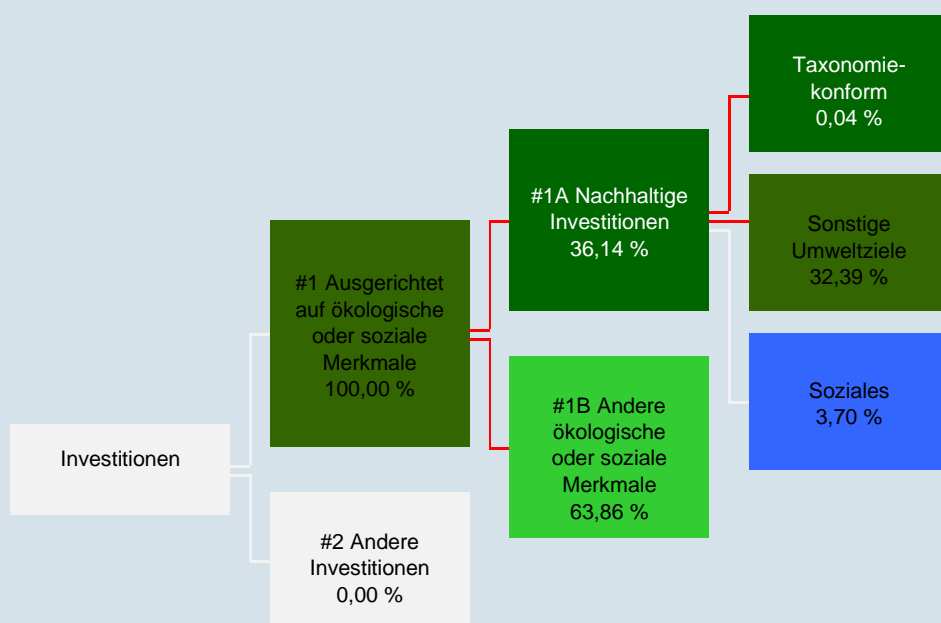 Investitionen
#1 Ausgerichtet
auf ökologische
oder soziale
Merkmale
100,00 %
#2 Andere
Investitionen
0,00 %
#1A Nachhaltige
Investitionen
36,14 %
#1B Andere
ökologische
oder soziale
Merkmale
63,86 %
Taxonomie-
konform
0,04 %
Sonstige
Umweltziele
32,39 %
Soziales
3,70 %